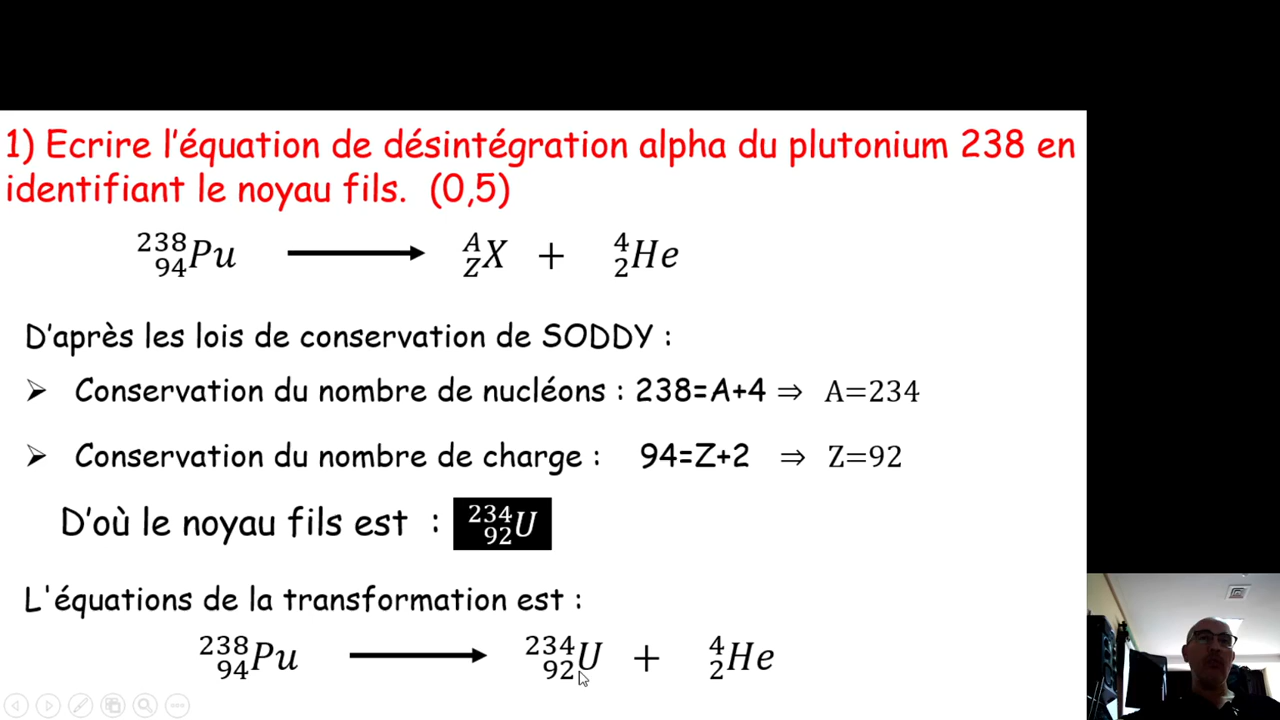 1) Ecrire l'équation de désintégration alpha du plutonium 238 en
identifiant le noyau fils. (0,5)
²³⁸₉₄Pu ⟶ ᴬ_Z X + ⁴₂He
D'après les lois de conservation de SODDY :
➢ Conservation du nombre de nucléons : 238=A+4 ⇒ A=234
➢ Conservation du nombre de charge : 94=Z+2 ⇒ Z=92
D'où le noyau fils est : ²³⁴₉₂U
L'équations de la transformation est :
²³⁸₉₄Pu ⟶ ²³⁴₉₂U + ⁴₂He